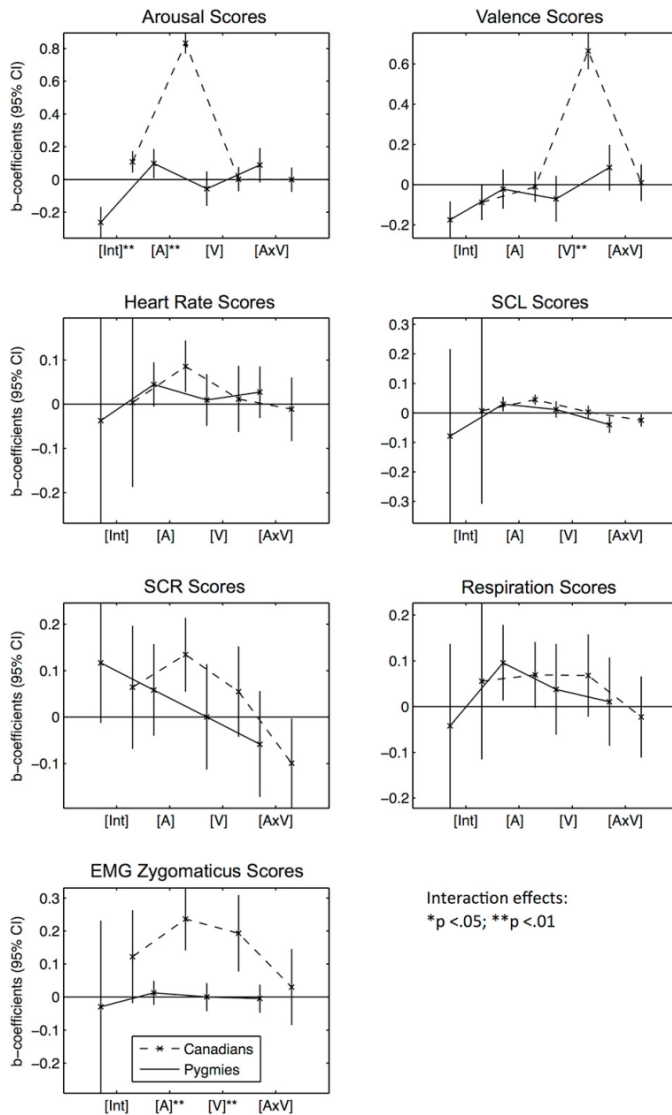 Arousal Scores
b−coefficients (95% CI)
0.8
0.6
0.4
0.2
0
−0.2
[Int]** [A]** [V] [AxV]
Valence Scores
0.6
0.4
0.2
0
−0.2
[Int] [A] [V]** [AxV]
Heart Rate Scores
b−coefficients (95% CI)
0.1
0
−0.1
−0.2
[Int] [A] [V] [AxV]
SCL Scores
0.3
0.2
0.1
0
−0.1
−0.2
−0.3
[Int] [A] [V] [AxV]
SCR Scores
b−coefficients (95% CI)
0.2
0.1
0
−0.1
[Int] [A] [V] [AxV]
Respiration Scores
0.2
0.1
0
−0.1
−0.2
[Int] [A] [V] [AxV]
EMG Zygomaticus Scores
b−coefficients (95% CI)
0.3
0.2
0.1
0
−0.1
−0.2
Canadians
Pygmies
[Int] [A]** [V]** [AxV]
Interaction effects:
*p <.05; **p <.01